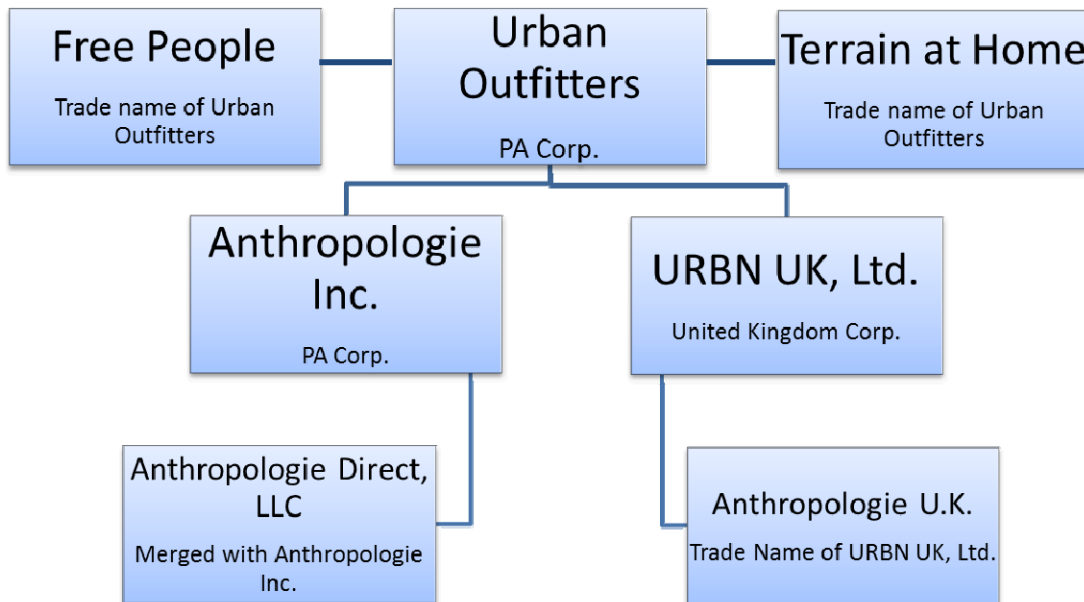 Free People
Trade name of Urban
Outfitters
Urban
Outfitters
PA Corp.
Terrain at Home
Trade name of Urban
Outfitters
Anthropologie
Inc.
PA Corp.
URBN UK, Ltd.
United Kingdom Corp.
Anthropologie Direct,
LLC
Merged with Anthropologie
Inc.
Anthropologie U.K.
Trade Name of URBN UK, Ltd.